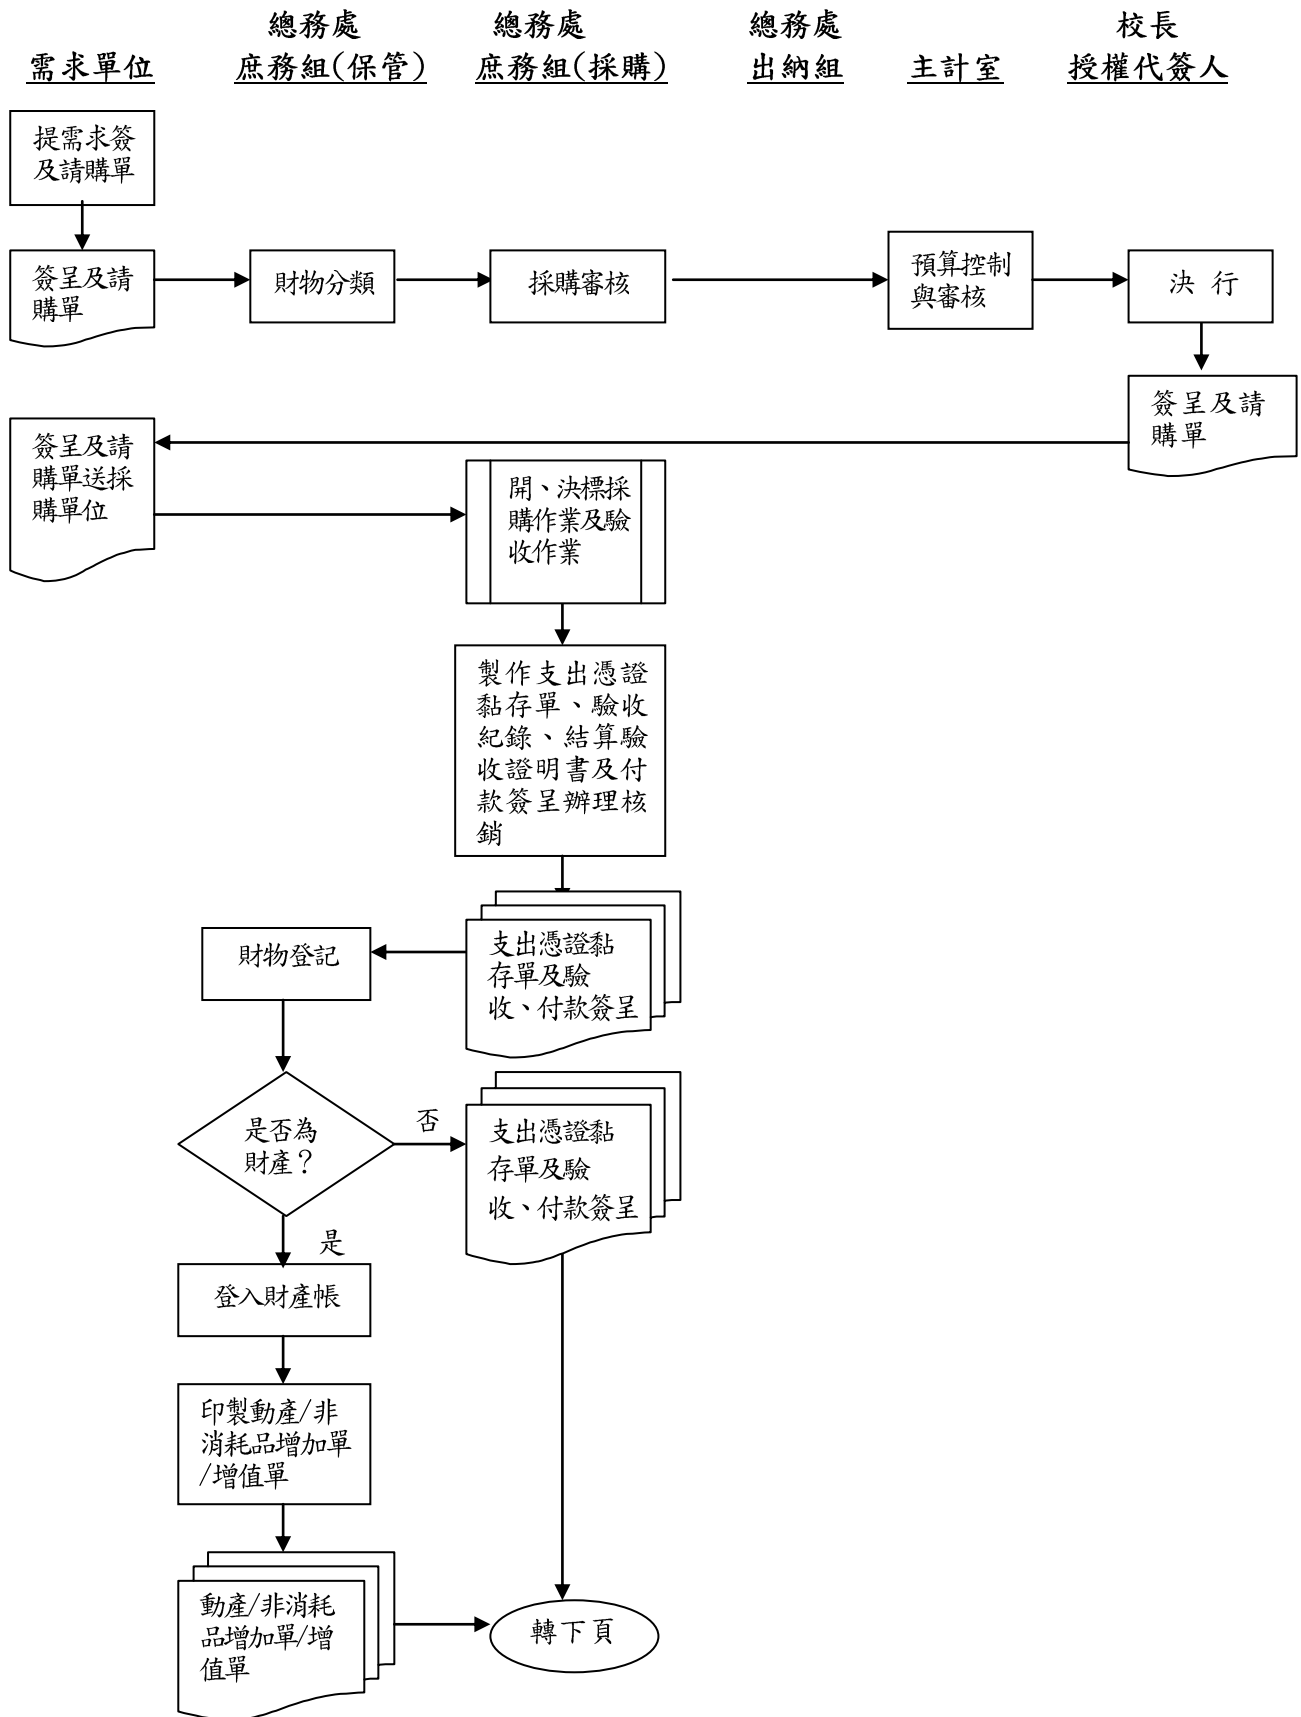 總務處
總務處
總務處
校長
需求單位
庶務組(保管)
庶務組(採購)
出納組
主計室
授權代簽人
提需求簽
及請購單
簽呈及請
購單
財物分類
採購審核
預算控制
與審核
決 行
簽呈及請
購單
簽呈及請
購單送採
購單位
開、決標採
購作業及驗
收作業
製作支出憑證
黏存單、驗收
紀錄、結算驗
收證明書及付
款簽呈辦理核
銷
支出憑證黏
存單及驗
收、付款簽呈
財物登記
是否為
財產？
否
支出憑證黏
存單及驗
收、付款簽呈
是
登入財產帳
印製動產/非
消耗品增加單
/增值單
動產/非消耗
品增加單/增
值單
轉下頁